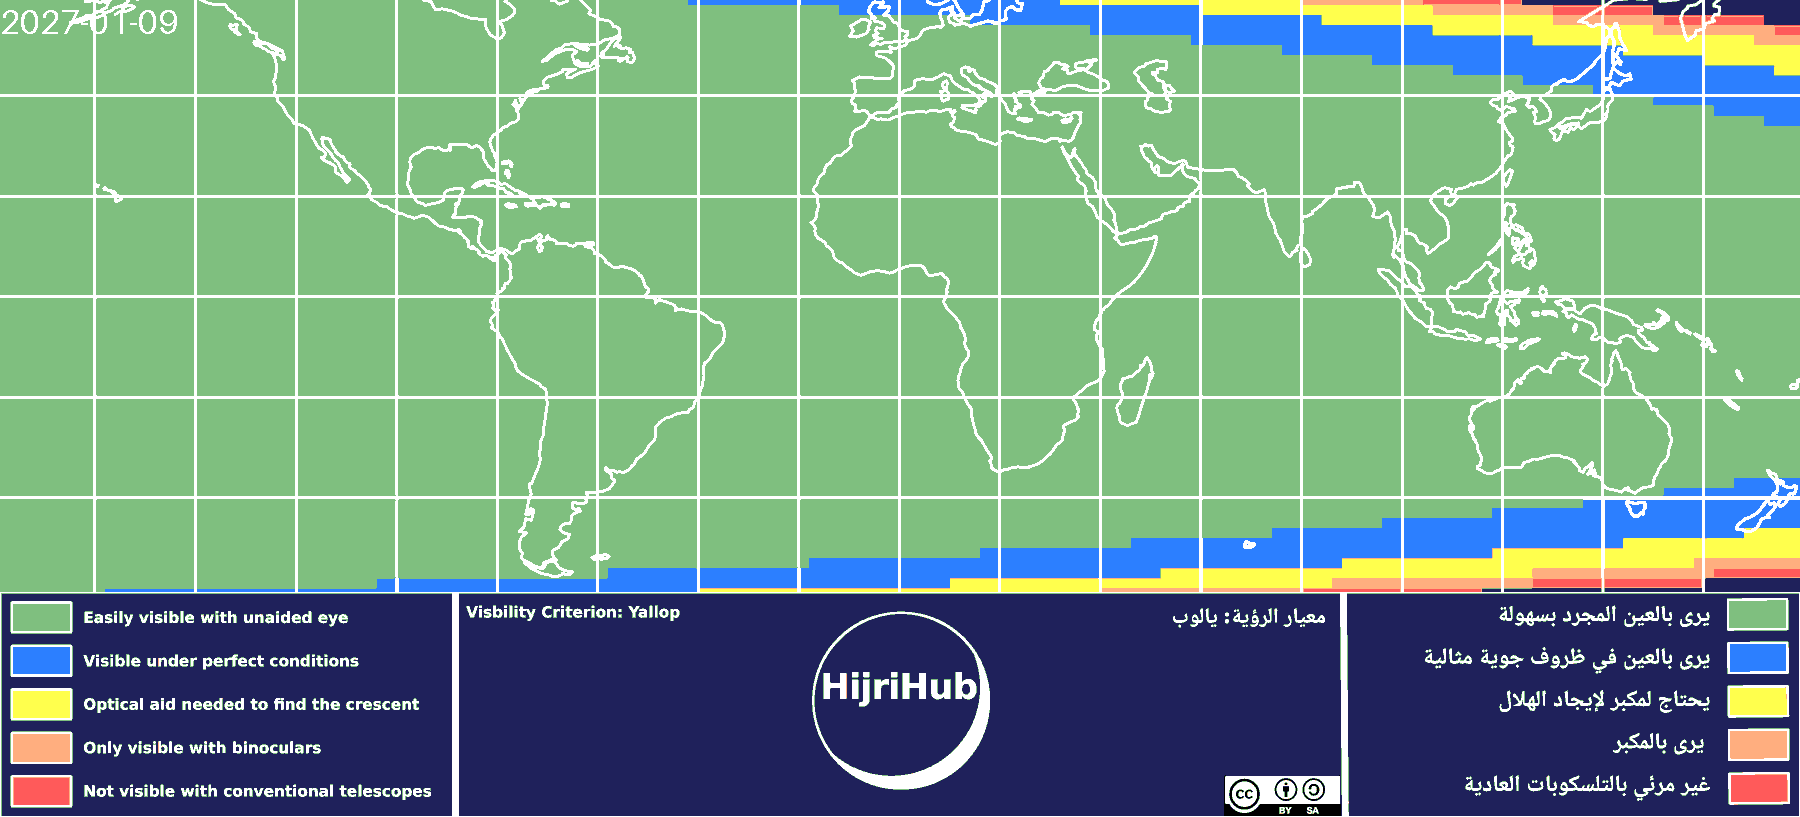 2027-01-09
Easily visible with unaided eye
Visible under perfect conditions
Optical aid needed to find the crescent
Only visible with binoculars
Not visible with conventional telescopes
Visbility Criterion: Yallop
معيار الرؤية: يالوب
HijriHub
cc
BY SA
يرى بالعين المجرد بسهولة
يرى بالعين في ظروف جوية مثالية
يحتاج لمكبر لإيجاد الهلال
يرى بالمكبر
غير مرئي بالتلسكوبات العادية